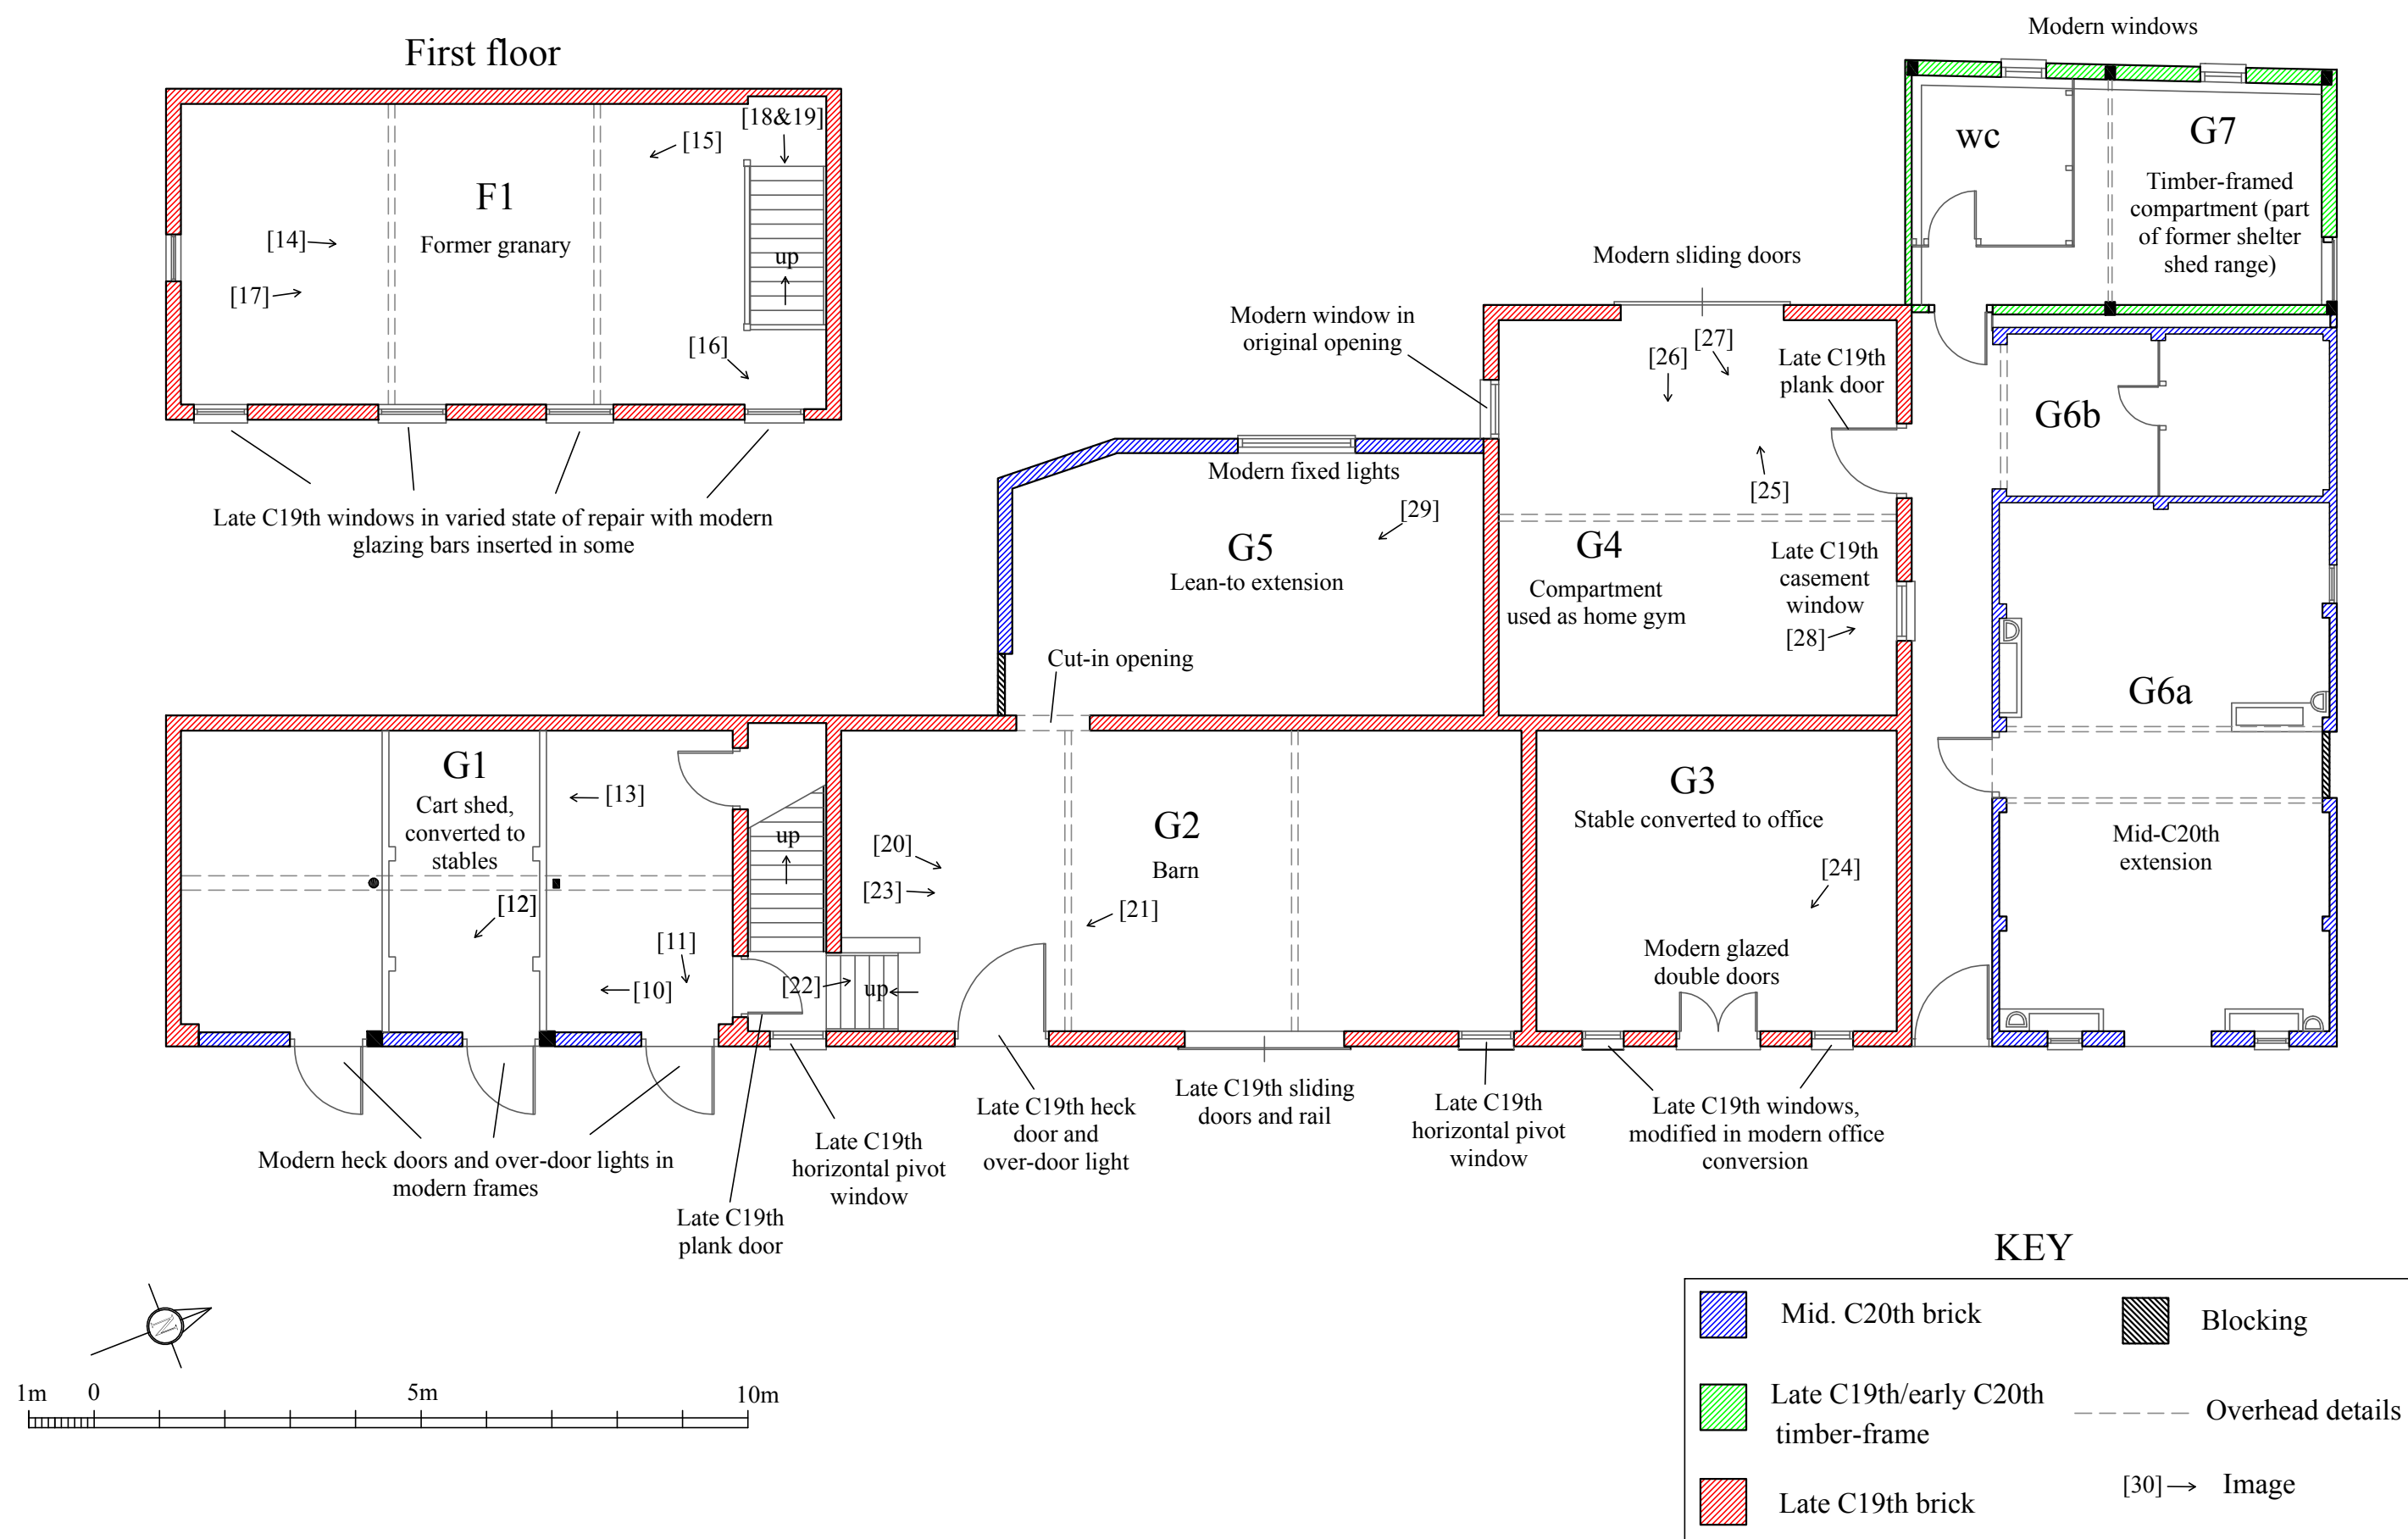 First floor
[18&19]
[15]
F1
Former granary
[14]
[17]
up
[16]
Late C19th windows in varied state of repair with modern
glazing bars inserted in some
Modern windows
wc
G7
Timber-framed
compartment (part
of former shelter
shed range)
Modern sliding doors
Modern window in
original opening
[26]
[27]
Late C19th
plank door
[25]
G4
Compartment
used as home gym
Late C19th
casement
window
[28]
G6b
G6a
Mid-C20th
extension
Modern fixed lights
[29]
G5
Lean-to extension
Cut-in opening
G1
Cart shed,
converted to
stables
[13]
[12]
[11]
[10]
up
[20]
[23]
[21]
[22]
up
G2
Barn
G3
Stable converted to office
[24]
Modern glazed
double doors
Modern heck doors and over-door lights in
modern frames
Late C19th
plank door
Late C19th
horizontal pivot
window
Late C19th heck
door and
over-door light
Late C19th sliding
doors and rail
Late C19th
horizontal pivot
window
Late C19th windows,
modified in modern office
conversion
N
1m 0 5m 10m
KEY
Mid. C20th brick
Blocking
Late C19th/early C20th
timber-frame
Overhead details
Late C19th brick
[30] Image